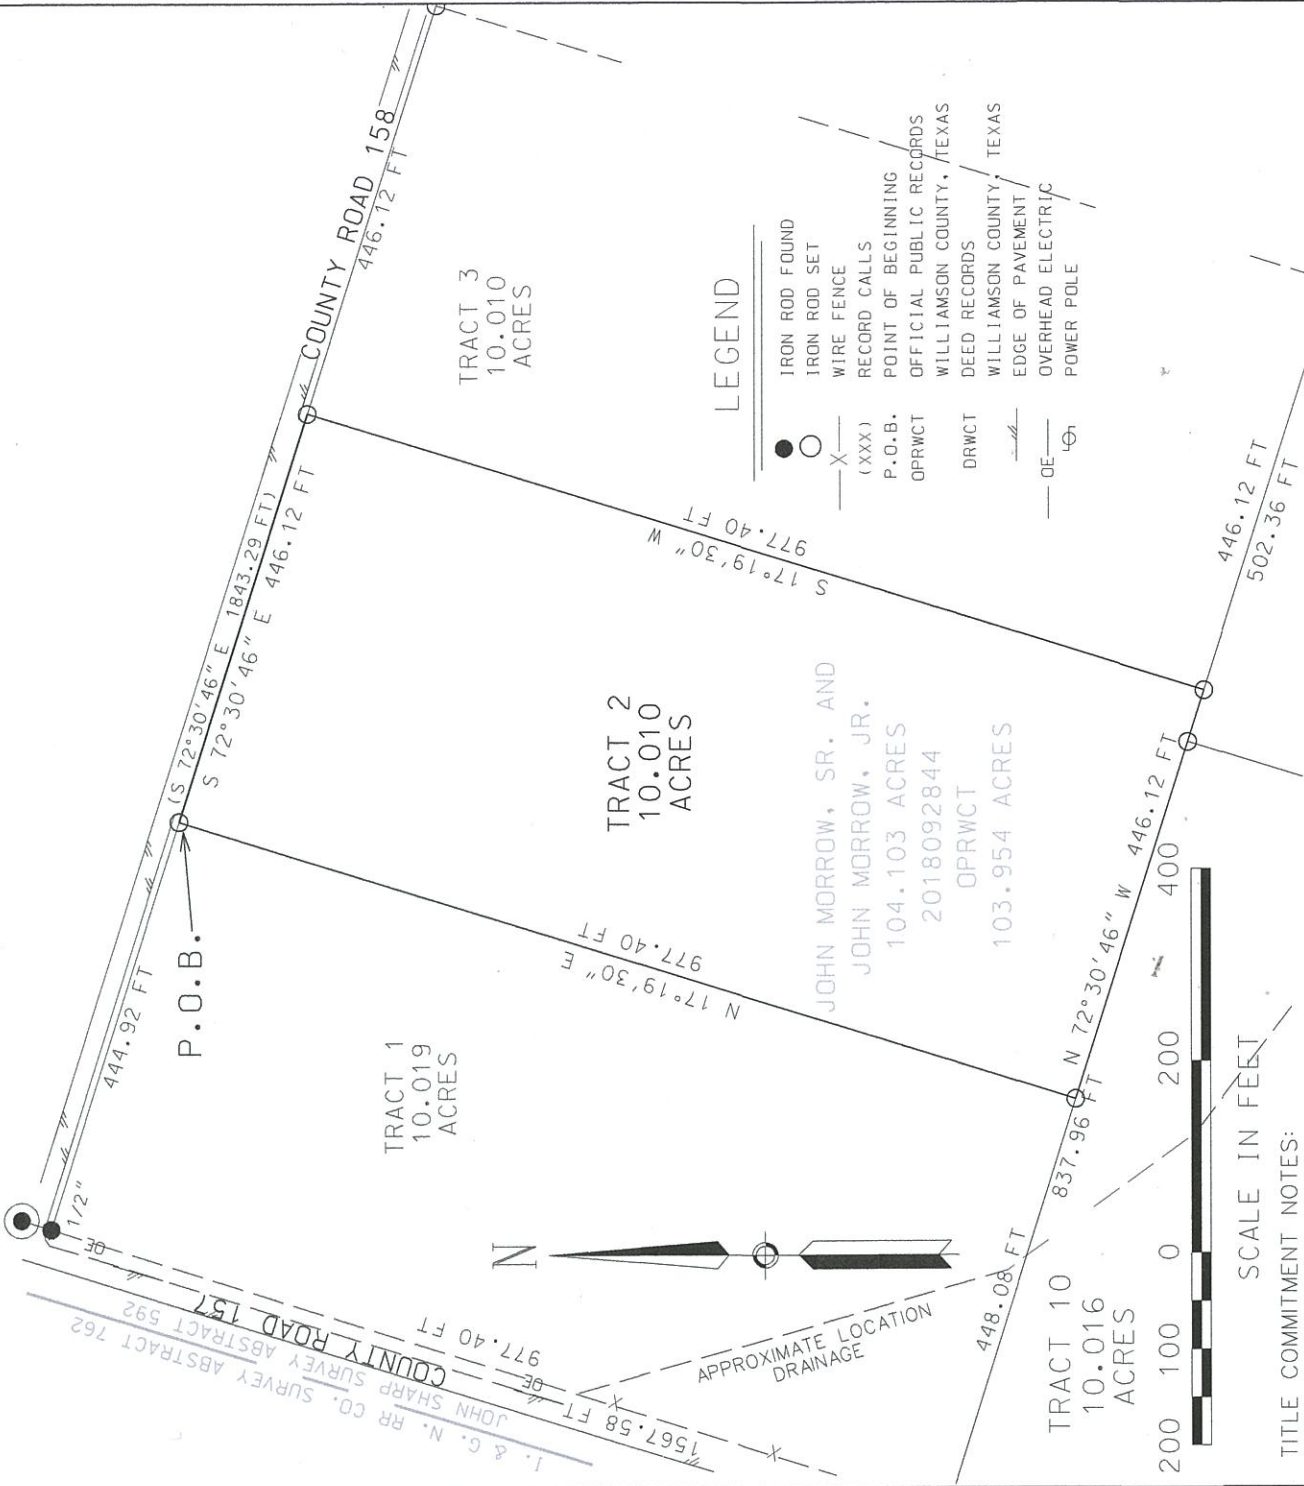 COUNTY ROAD 158
446.12 FT
(S 72°30'46" E 1843.29 FT)
S 72°30'46" E 446.12 FT
444.92 FT
P.O.B.
1/2"
TRACT 3
10.010
ACRES
TRACT 2
10.010
ACRES
TRACT 1
10.019
ACRES
S 17°19'30" W
977.40 FT
N 17°19'30" E
977.40 FT
JOHN MORROW, SR. AND
JOHN MORROW, JR.
104.103 ACRES
2018092844
OPRWCT
103.954 ACRES
LEGEND
IRON ROD FOUND
IRON ROD SET
X WIRE FENCE
(XXX) RECORD CALLS
P.O.B. POINT OF BEGINNING
OPRWCT OFFICIAL PUBLIC RECORDS
WILLIAMSON COUNTY, TEXAS
DRWCT DEED RECORDS
WILLIAMSON COUNTY, TEXAS
EDGE OF PAVEMENT
OE OVERHEAD ELECTRIC
POWER POLE
446.12 FT
502.36 FT
N 72°30'46" W 446.12 FT
837.96 FT
448.08 FT
OE
OE
977.40 FT
COUNTY ROAD 157
1567.58 FT
JOHN SHARP SURVEY ABSTRACT 592
I. & G. N. RR CO. SURVEY ABSTRACT 762
X
X
N
APPROXIMATE LOCATION
DRAINAGE
TRACT 10
10.016
ACRES
200 100 0 200 400
SCALE IN FEET
TITLE COMMITMENT NOTES: